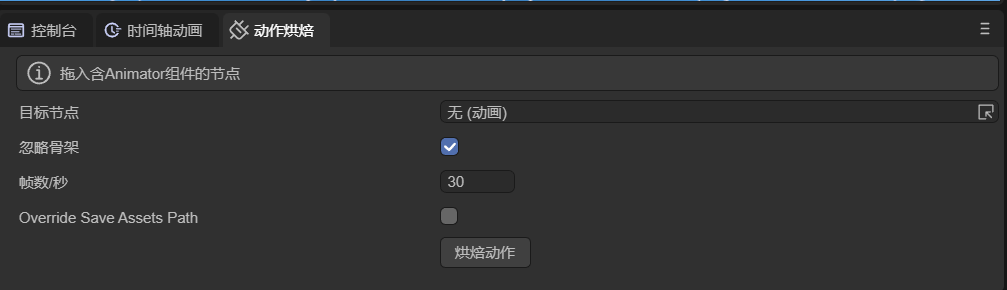 控制台 时间轴动画 动作烘焙
拖入含Animator组件的节点
目标节点 无 (动画)
忽略骨架
帧数/秒 30
Override Save Assets Path
烘焙动作